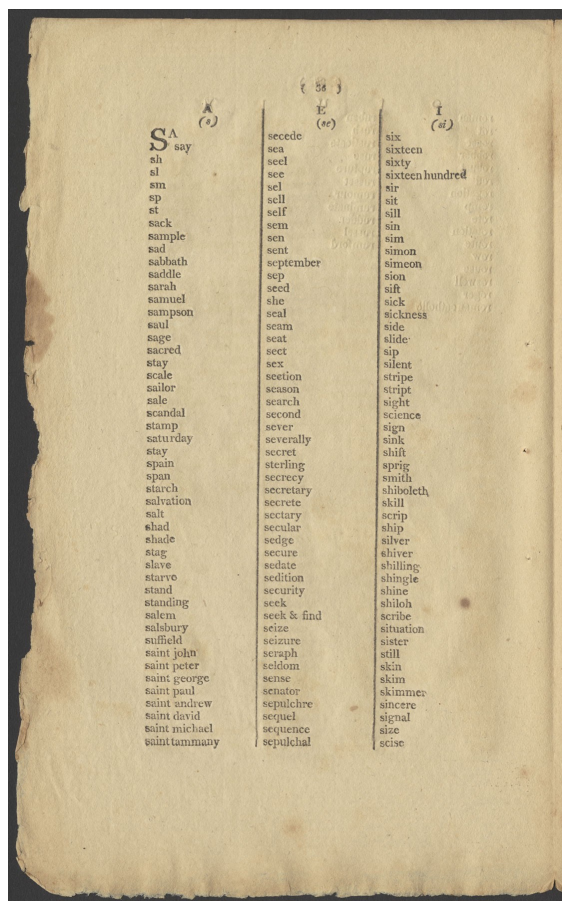 ( 38 )
A
(s)
SA
say
sh
sl
sm
sp
st
sack
sample
sad
sabbath
saddle
sarah
samuel
sampson
saul
sage
sacred
stay
scale
sailor
sale
scandal
stamp
saturday
stay
spain
span
starch
salvation
salt
shad
shade
stag
slave
starve
stand
standing
salem
salsbury
suffield
saint john
saint peter
saint george
saint paul
saint andrew
saint david
saint michael
saint tammany
E
(se)
secede
sea
seel
see
sel
sell
self
sem
sen
sent
september
sep
seed
she
seal
seam
seat
sect
sex
section
season
search
second
sever
severally
secret
sterling
secrecy
secretary
secrete
sectary
secular
sedge
secure
sedate
sedition
security
seek
seek & find
seize
seizure
seraph
seldom
sense
senator
sepulchre
sequel
sequence
sepulchal
I
(si)
six
sixteen
sixty
sixteen hundred
sir
sit
sill
sin
sim
simon
simeon
sion
sift
sick
sickness
side
slide
sip
silent
stripe
stript
sight
science
sign
sink
shift
sprig
smith
shiboleth
skill
scrip
ship
silver
shiver
shilling
shingle
shine
shiloh
scribe
situation
sister
still
skin
skim
skimmer
sincere
signal
size
scise